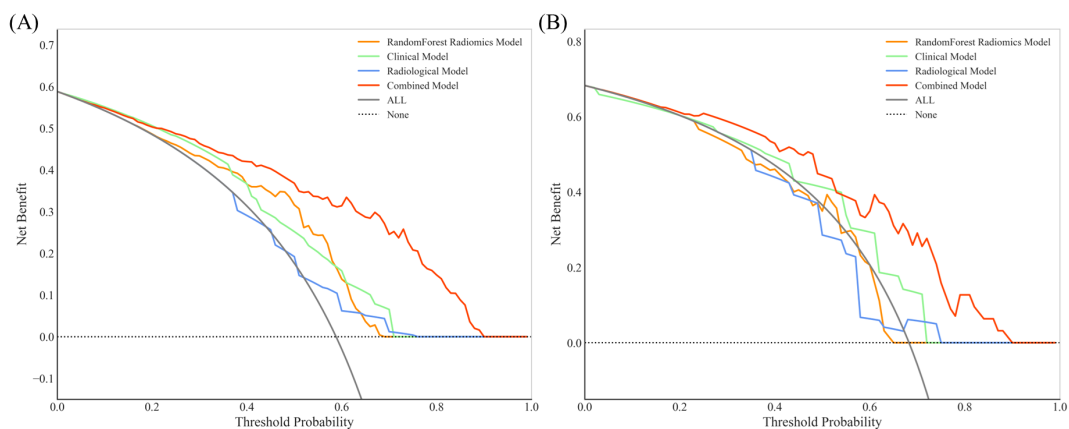 (A)
0.7
0.6
0.5
0.4
0.3
0.2
0.1
0.0
−0.1
Net Benefit
RandomForest Radiomics Model
Clinical Model
Radiological Model
Combined Model
ALL
None
0.0 0.2 0.4 0.6 0.8 1.0
Threshold Probability
(B)
0.8
0.6
0.4
0.2
0.0
Net Benefit
RandomForest Radiomics Model
Clinical Model
Radiological Model
Combined Model
ALL
None
0.0 0.2 0.4 0.6 0.8 1.0
Threshold Probability